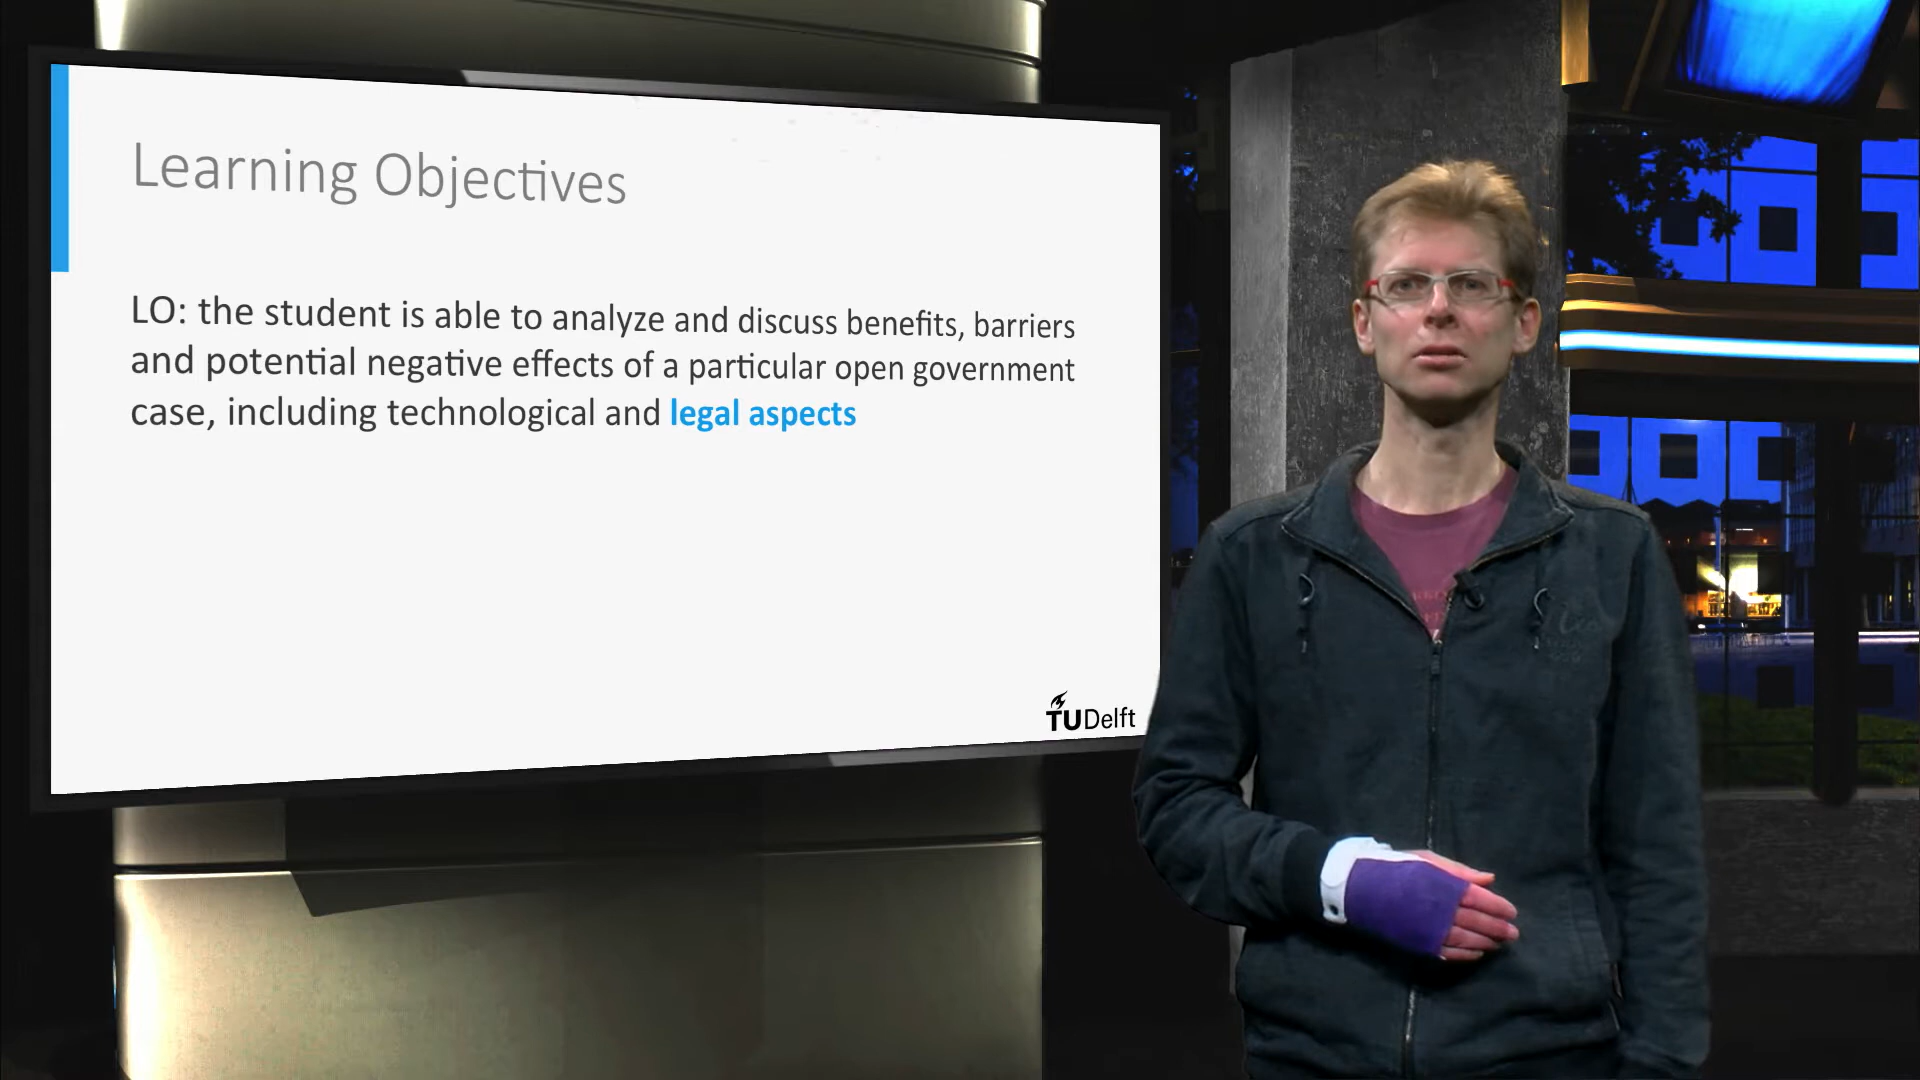 Learning Objectives
LO: the student is able to analyze and discuss benefits, barriers
and potential negative effects of a particular open government
case, including technological and legal aspects
TUDelft